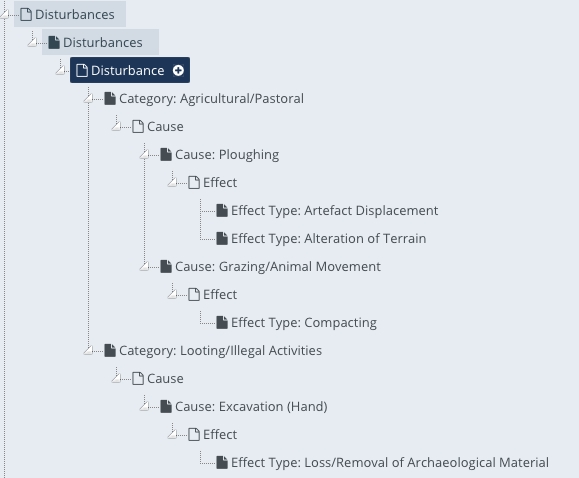 Disturbances
Disturbances
Disturbance
Category: Agricultural/Pastoral
Cause
Cause: Ploughing
Effect
Effect Type: Artefact Displacement
Effect Type: Alteration of Terrain
Cause: Grazing/Animal Movement
Effect
Effect Type: Compacting
Category: Looting/Illegal Activities
Cause
Cause: Excavation (Hand)
Effect
Effect Type: Loss/Removal of Archaeological Material